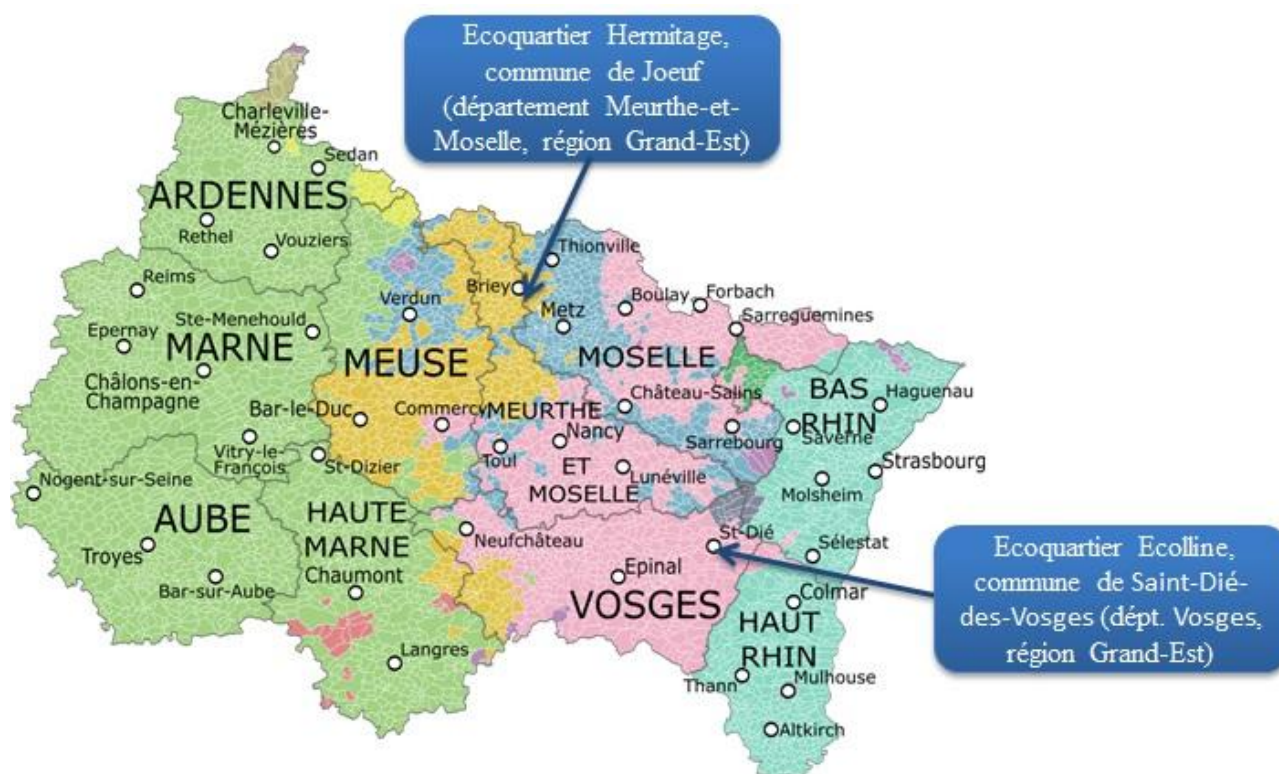 Ecoquartier Hermitage,
commune de Joeuf
(département Meurthe-et-
Moselle, région Grand-Est)
Charleville-
Mézières
Sedan
ARDENNES
Rethel
Vouziers
Reims
Thionville
Briey
Boulay
Forbach
Verdun
Metz
Sarreguemines
Epernay
Ste-Menehould
MARNE
MEUSE
MOSELLE
Châlons-en-
Champagne
BAS
RHIN
Haguenau
Château-Salins
Bar-le-Duc
Commercy
MEURTHE
Nancy
Sarrebourg
Saverne
Vitry-le-
François
St-Dizier
Toul
ET
MOSELLE
Lunéville
Strasbourg
Molsheim
Nogent-sur-Seine
AUBE
HAUTE
MARNE
Neufchâteau
St-Dié
Sélestat
Troyes
Chaumont
Epinal
Bar-sur-Aube
VOSGES
Colmar
HAUT
RHIN
Langres
Thann
Mulhouse
Altkirch
Ecoquartier Ecolline,
commune de Saint-Dié-
des-Vosges (dépt. Vosges,
région Grand-Est)